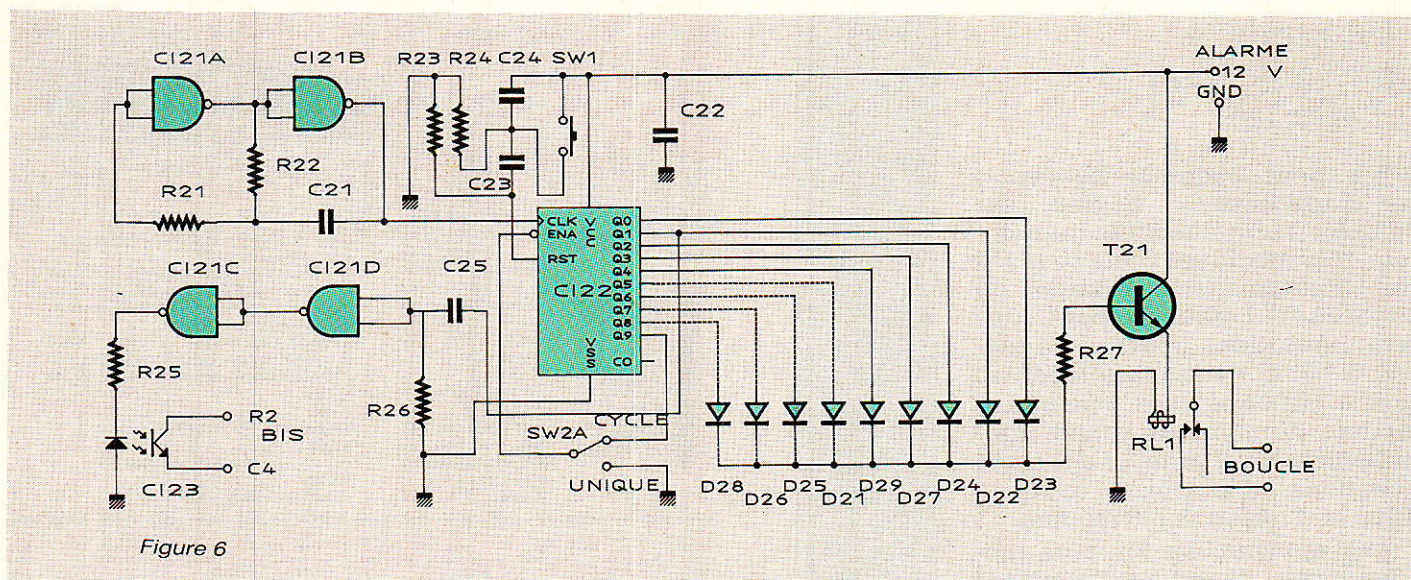 CI21A
CI21B
R23 R24 C24 SW1
ALARME
12 V
GND
C22
R22
R21
C21
C23
CLK
ENA
RST
VCC
CI22
VSS
Q0
Q1
Q2
Q3
Q4
Q5
Q6
Q7
Q8
Q9
CO
T21
R27
CI21C
CI21D
C25
R25
R26
R2
BIS
C4
CI23
CYCLE
SW2A
UNIQUE
D28
D26
D25
D21
D29
D27
D24
D22
D23
RL1
BOUCLE
Figure 6